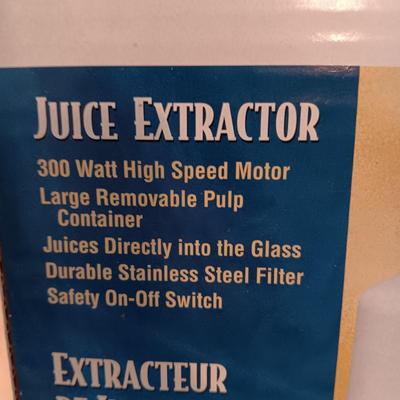 JUICE EXTRACTOR
300 Watt High Speed Motor
Large Removable Pulp
Container
Juices Directly into the Glass
Durable Stainless Steel Filter
Safety On-Off Switch
EXTRACTEUR
DE